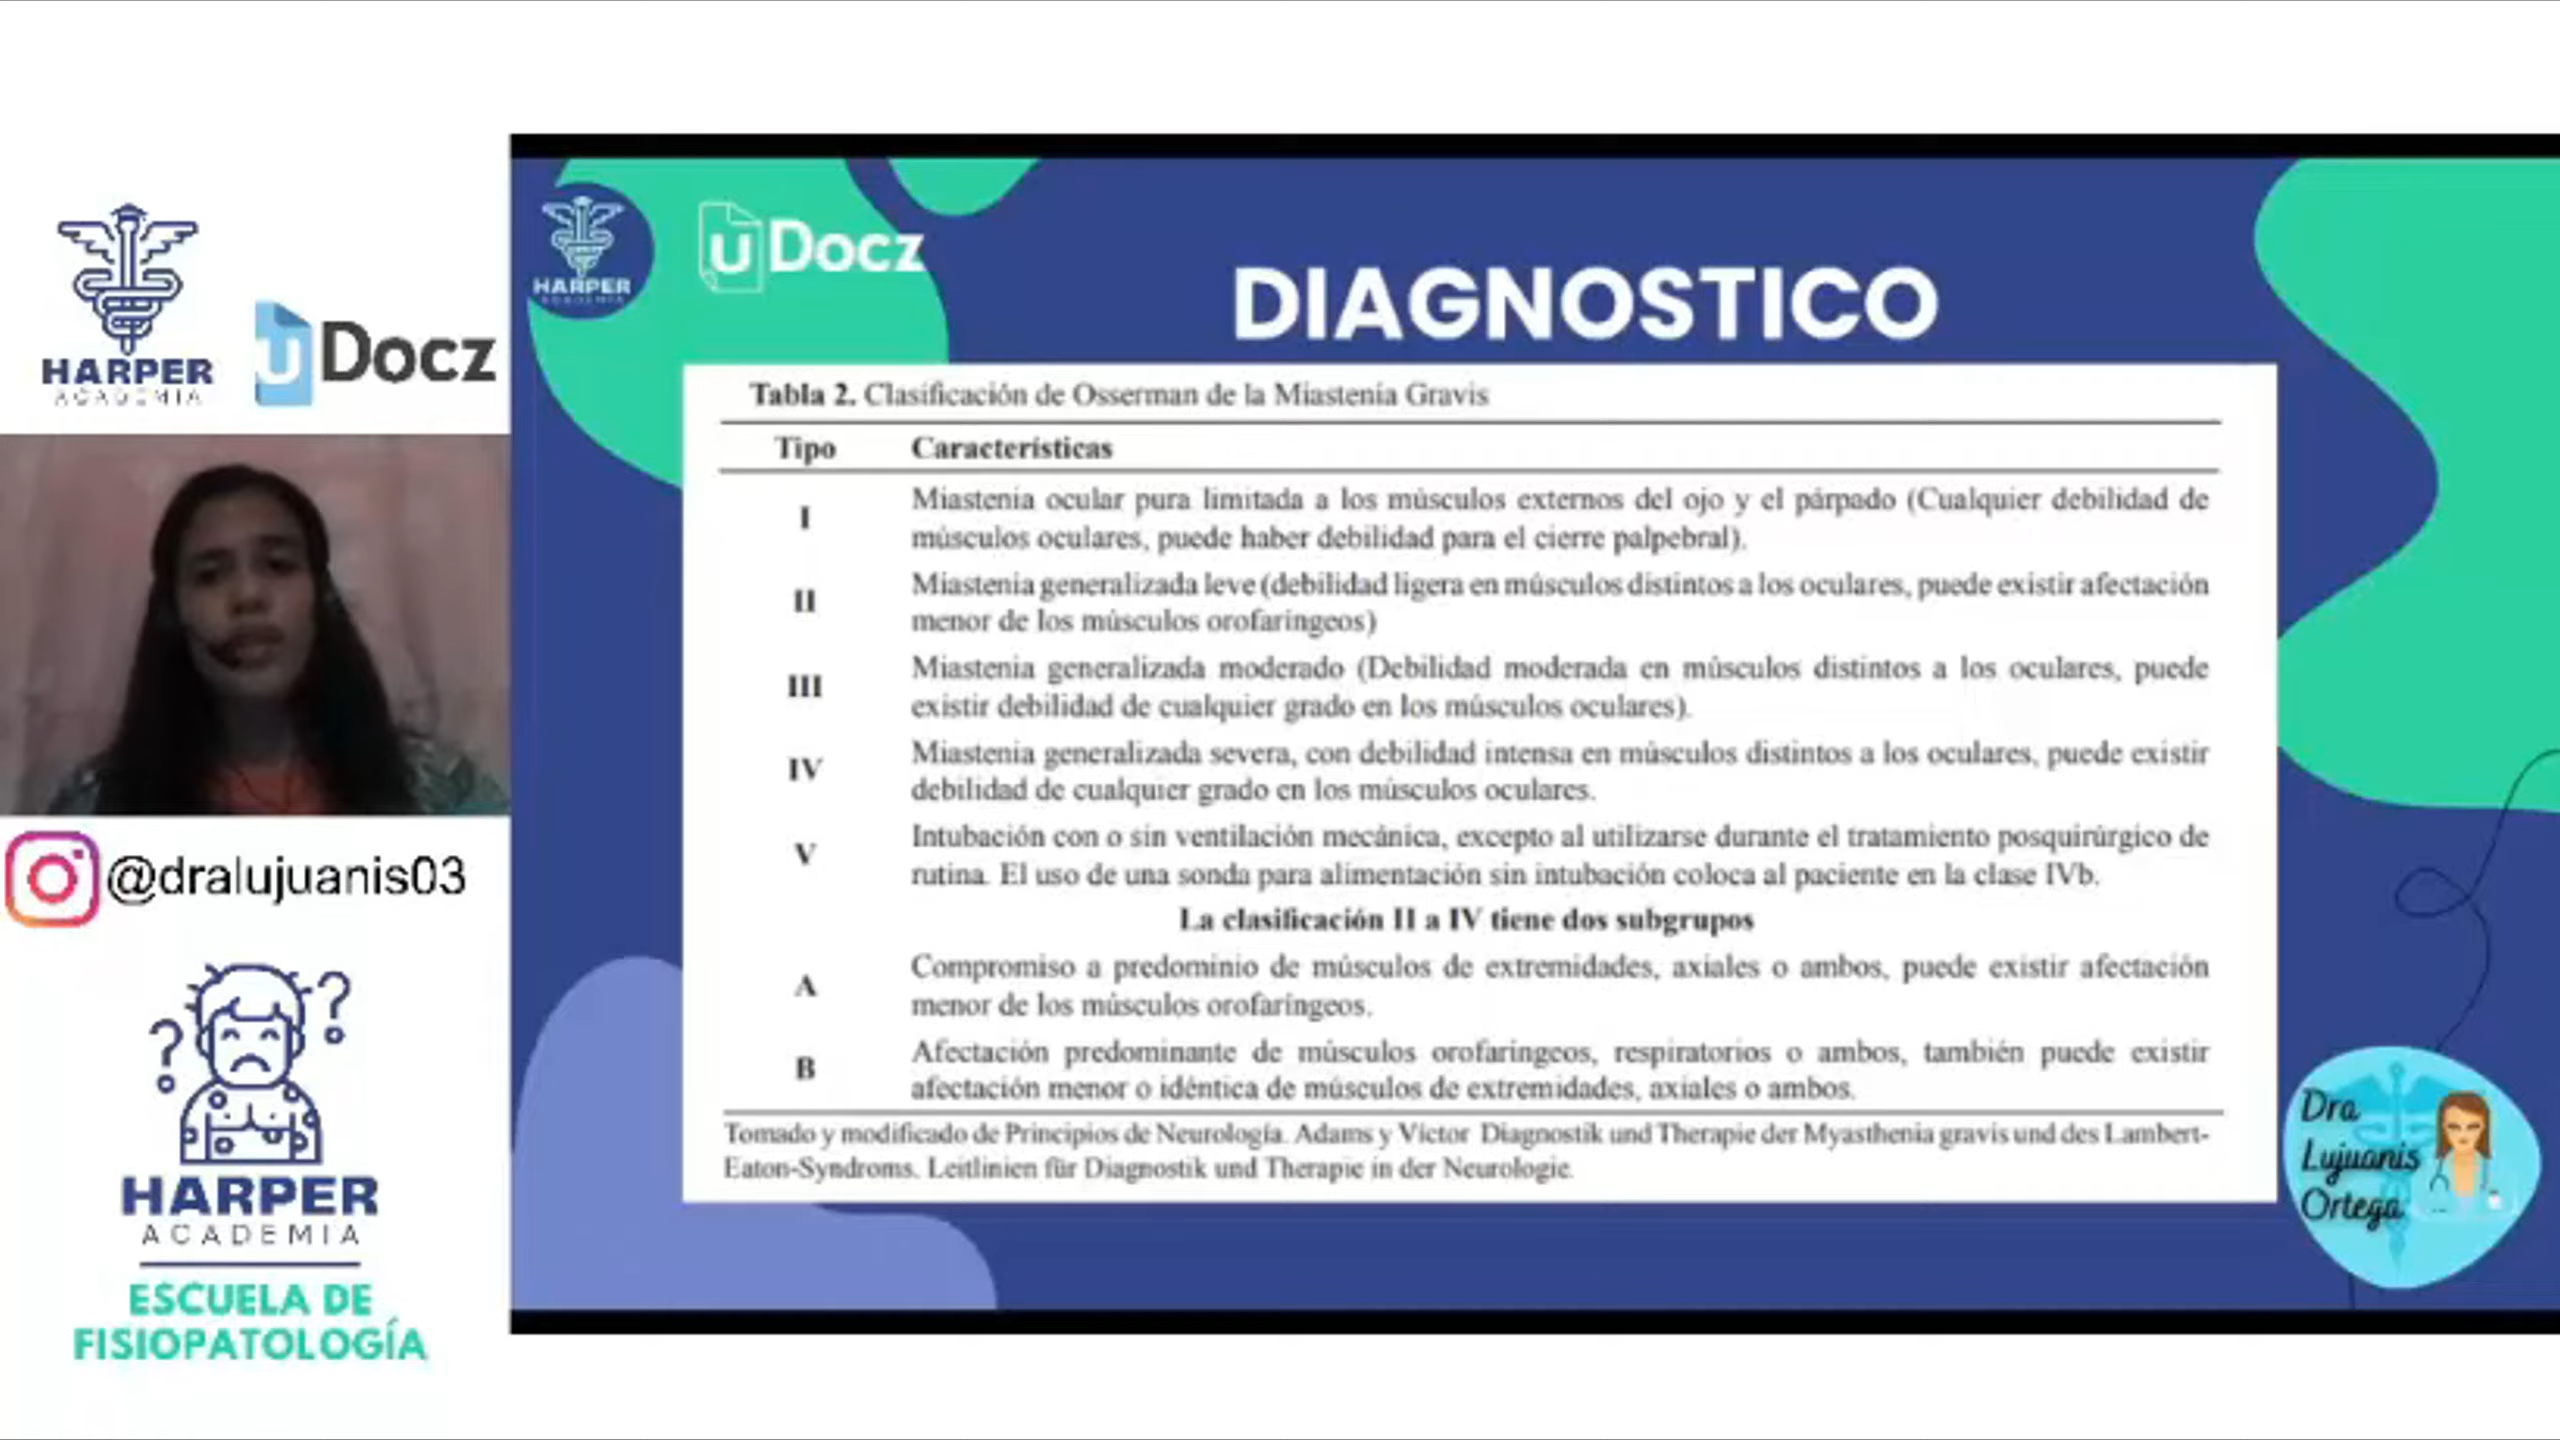 HARPER
ACADEMIA
uDocz
@dralujuanis03
HARPER
ACADEMIA
ESCUELA DE
FISIOPATOLOGÍA
HARPER
ACADEMIA
uDocz
DIAGNOSTICO
Tabla 2. Clasificación de Osserman de la Miastenia Gravis
Tipo Características
I Miastenia ocular pura limitada a los músculos externos del ojo y el párpado (Cualquier debilidad de
músculos oculares, puede haber debilidad para el cierre palpebral).
II Miastenia generalizada leve (debilidad ligera en músculos distintos a los oculares, puede existir afectación
menor de los músculos orofaríngeos)
III Miastenia generalizada moderado (Debilidad moderada en músculos distintos a los oculares, puede
existir debilidad de cualquier grado en los músculos oculares).
IV Miastenia generalizada severa, con debilidad intensa en músculos distintos a los oculares, puede existir
debilidad de cualquier grado en los músculos oculares.
V Intubación con o sin ventilación mecánica, excepto al utilizarse durante el tratamiento posquirúrgico de
rutina. El uso de una sonda para alimentación sin intubación coloca al paciente en la clase IVb.
La clasificación II a IV tiene dos subgrupos
A Compromiso a predominio de músculos de extremidades, axiales o ambos, puede existir afectación
menor de los músculos orofaríngeos.
B Afectación predominante de músculos orofaríngeos, respiratorios o ambos, también puede existir
afectación menor o idéntica de músculos de extremidades, axiales o ambos.
Tomado y modificado de Principios de Neurología. Adams y Victor Diagnostik und Therapie der Myasthenia gravis und des Lambert-
Eaton-Syndroms. Leitlinien für Diagnostik und Therapie in der Neurologie.
Dra
Lujuanis
Ortega